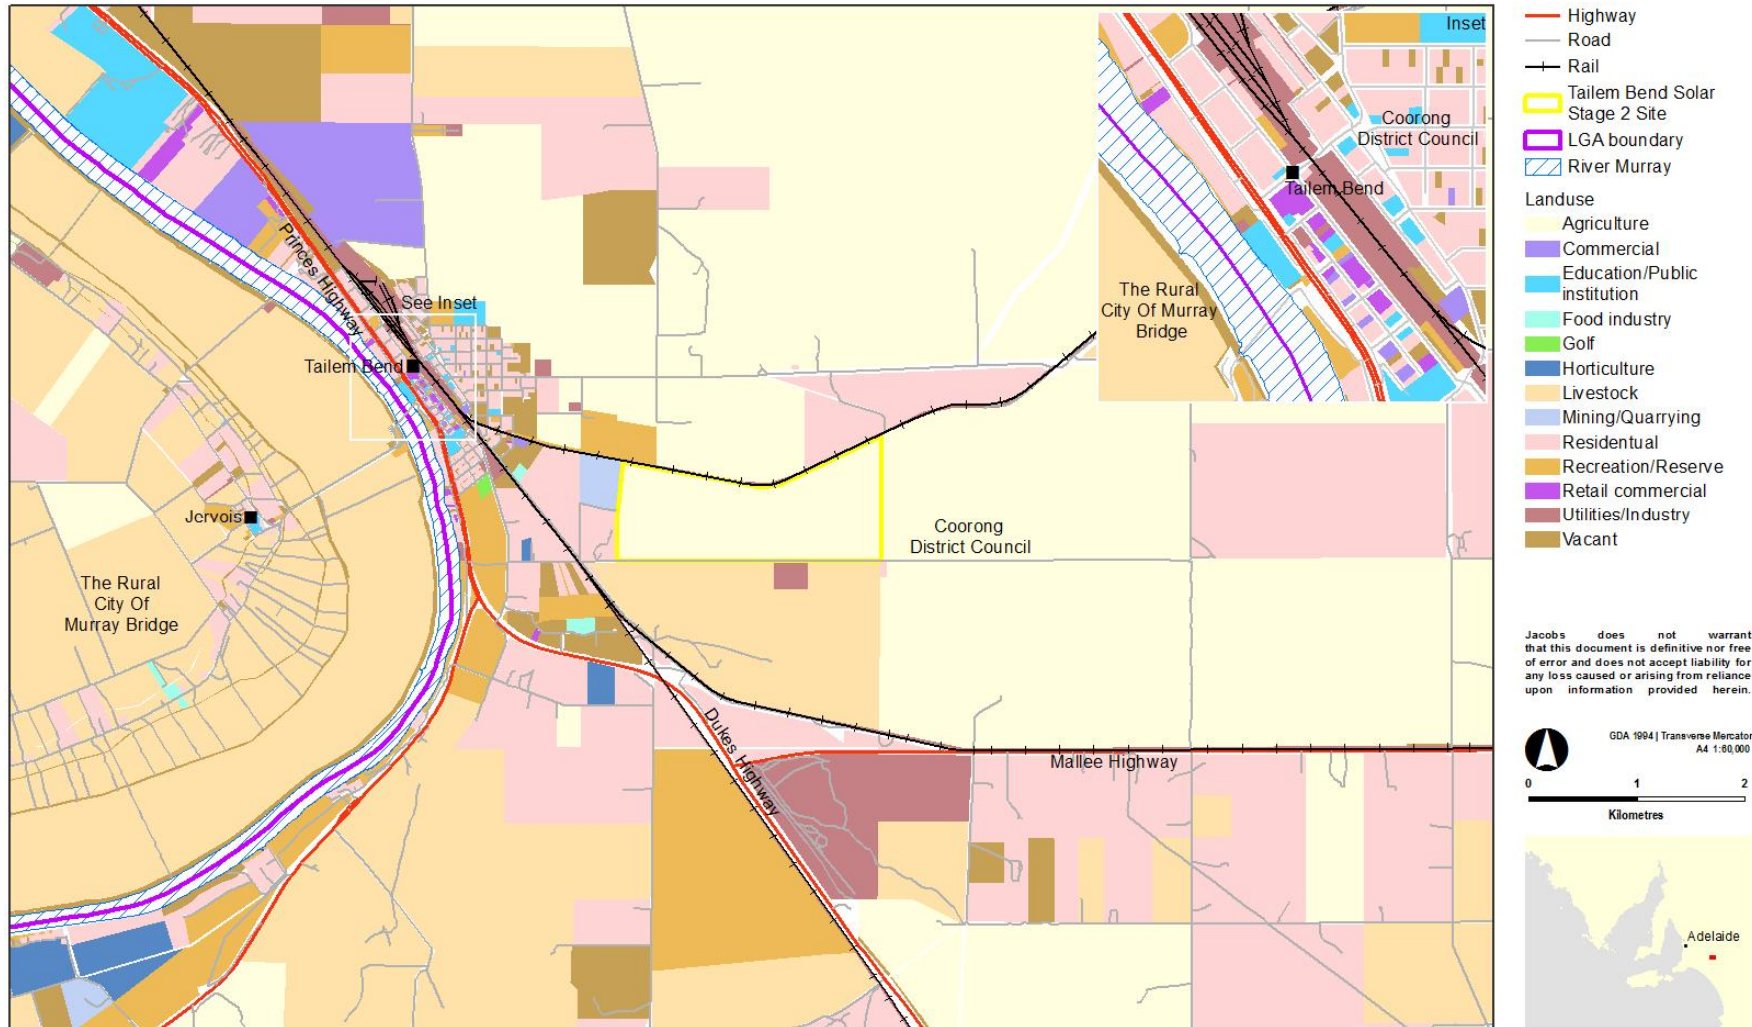 Inset
Coorong
District Council
Tailem Bend
The Rural
City Of Murray
Bridge
Princes Highway
See Inset
Tailem Bend
Jervois
Coorong
District Council
The Rural
City Of
Murray Bridge
Dukes Highway
Mallee Highway
Highway
Road
Rail
Tailem Bend Solar
Stage 2 Site
LGA boundary
River Murray
Landuse
Agriculture
Commercial
Education/Public
institution
Food industry
Golf
Horticulture
Livestock
Mining/Quarrying
Residentual
Recreation/Reserve
Retail commercial
Utilities/Industry
Vacant
Jacobs does not warrant
that this document is definitive nor free
of error and does not accept liability for
any loss caused or arising from reliance
upon information provided herein.
GDA 1994 | Transverse Mercator
A4 1:60,000
0 1 2
Kilometres
Adelaide